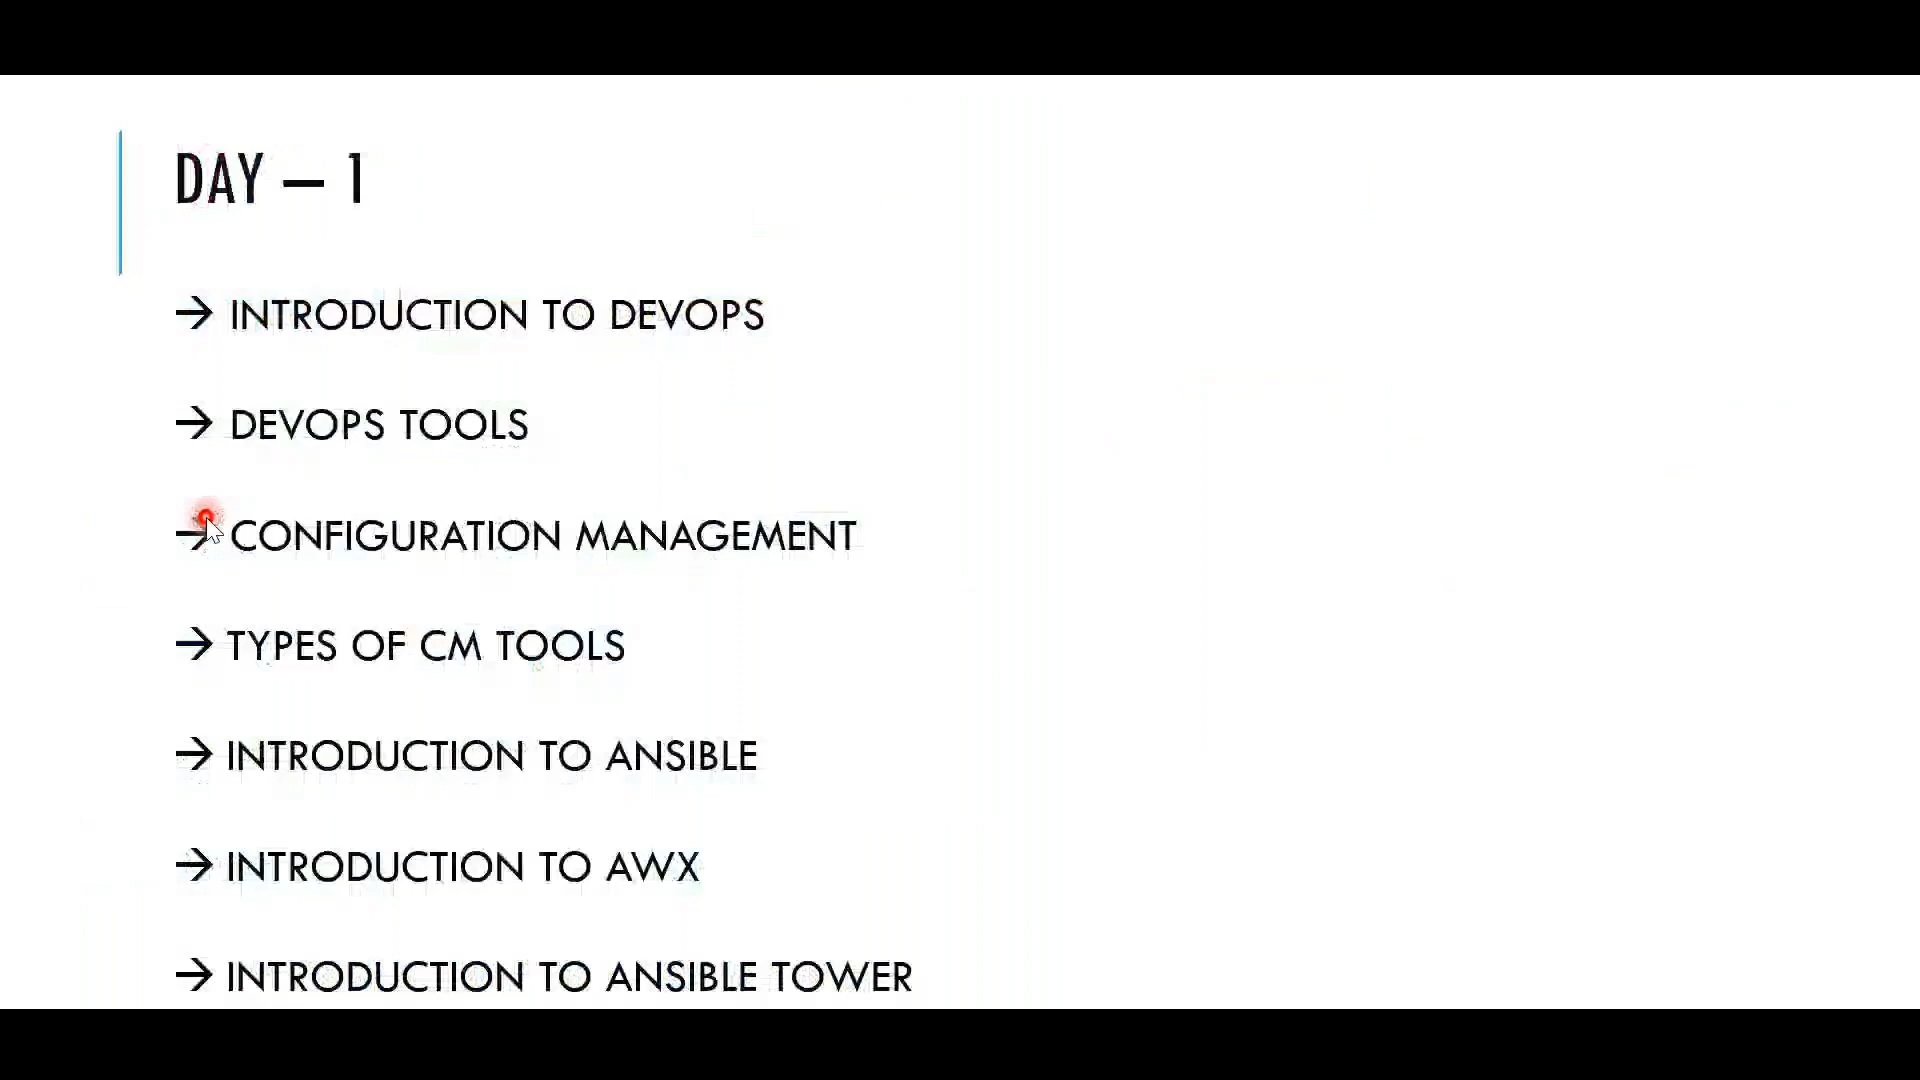 DAY – 1
→ INTRODUCTION TO DEVOPS
→ DEVOPS TOOLS
→ CONFIGURATION MANAGEMENT
→ TYPES OF CM TOOLS
→ INTRODUCTION TO ANSIBLE
→ INTRODUCTION TO AWX
→ INTRODUCTION TO ANSIBLE TOWER